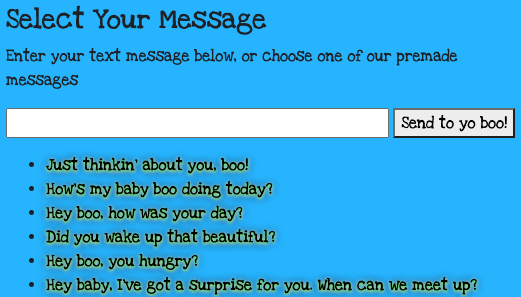 Select Your Message
Enter your text message below, or choose one of our premade
messages
Send to yo boo!
Just thinkin' about you, boo!
How's my baby boo doing today?
Hey boo, how was your day?
Did you wake up that beautiful?
Hey boo, you hungry?
Hey baby, I've got a surprise for you. When can we meet up?